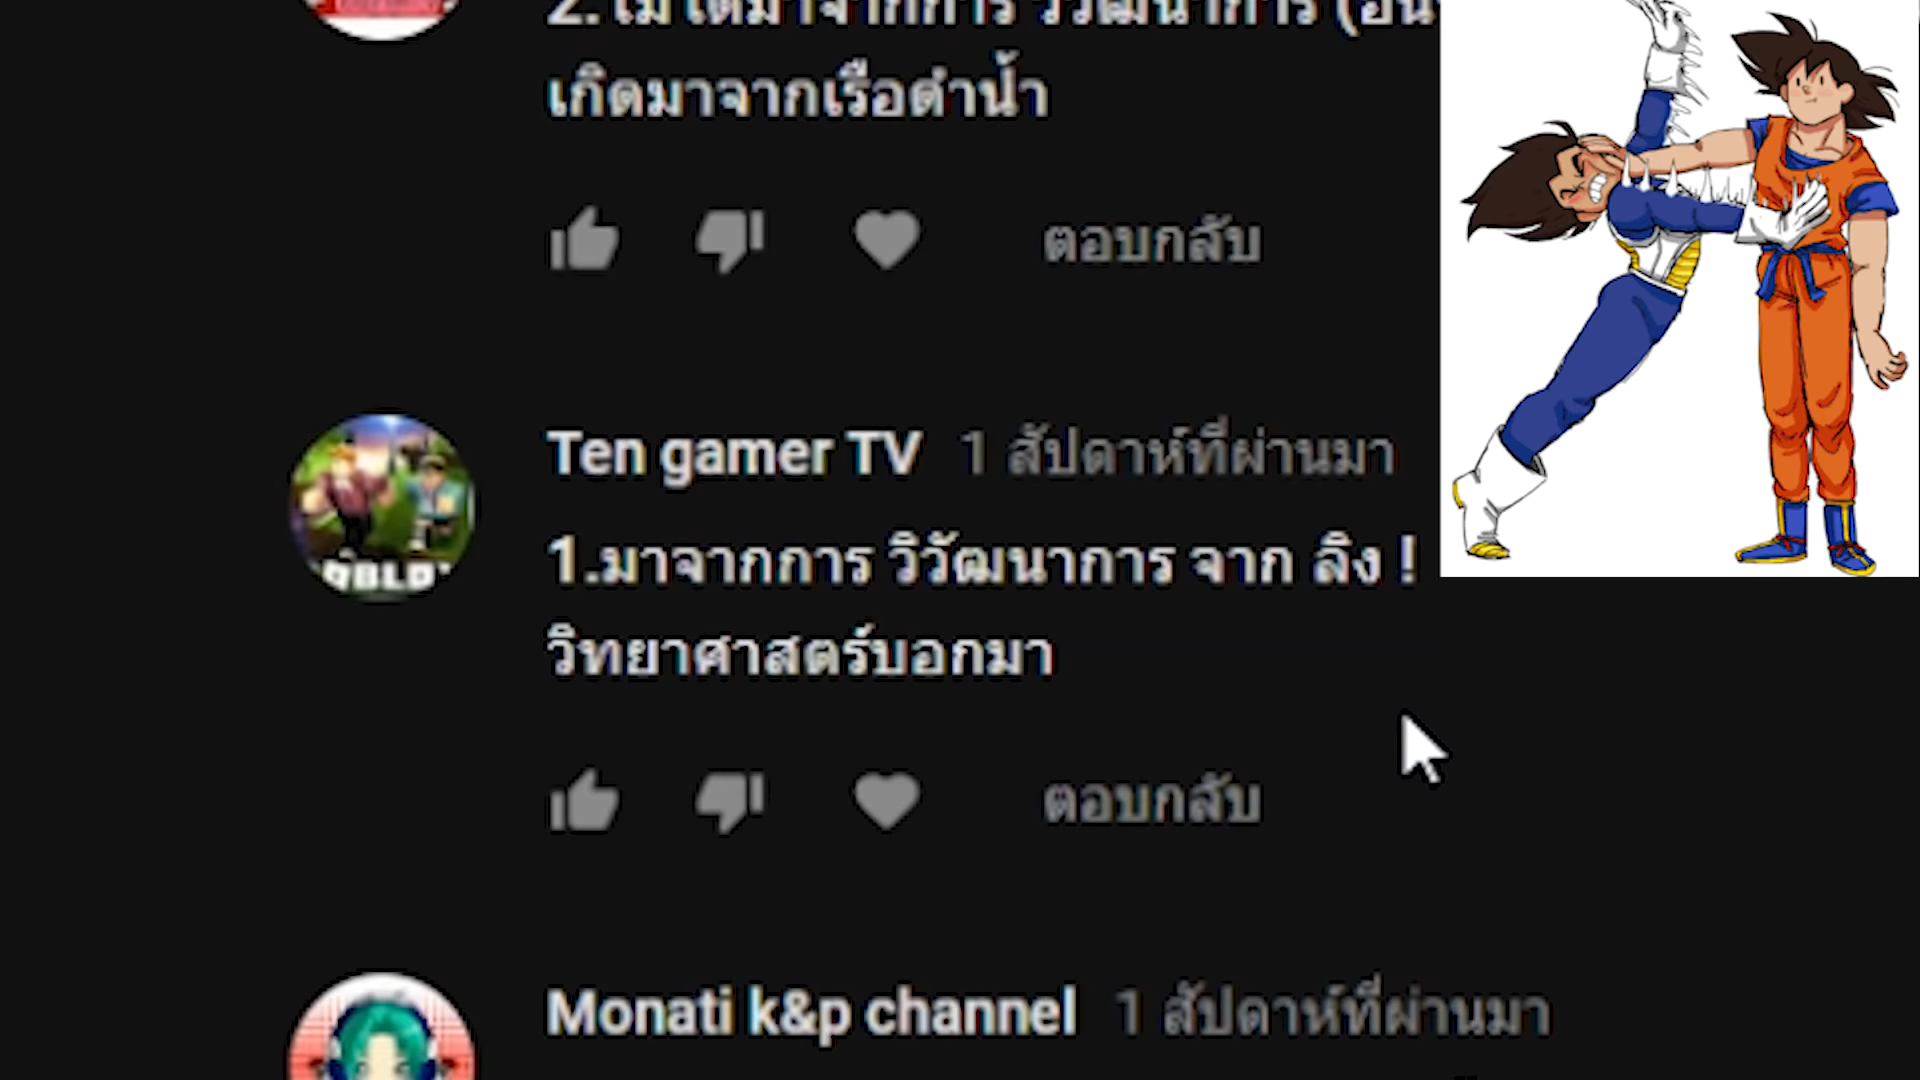 2. ไม่ได้มาจากการ วิวัฒนาการ
เกิดมาจากเรือดำน้ำ
ตอบกลับ
Ten gamer TV 1 สัปดาห์ที่ผ่านมา
1.มาจากการ วิวัฒนาการ จาก ลิง !
วิทยาศาสตร์บอกมา
ตอบกลับ
Monati k&p channel 1 สัปดาห์ที่ผ่านมา